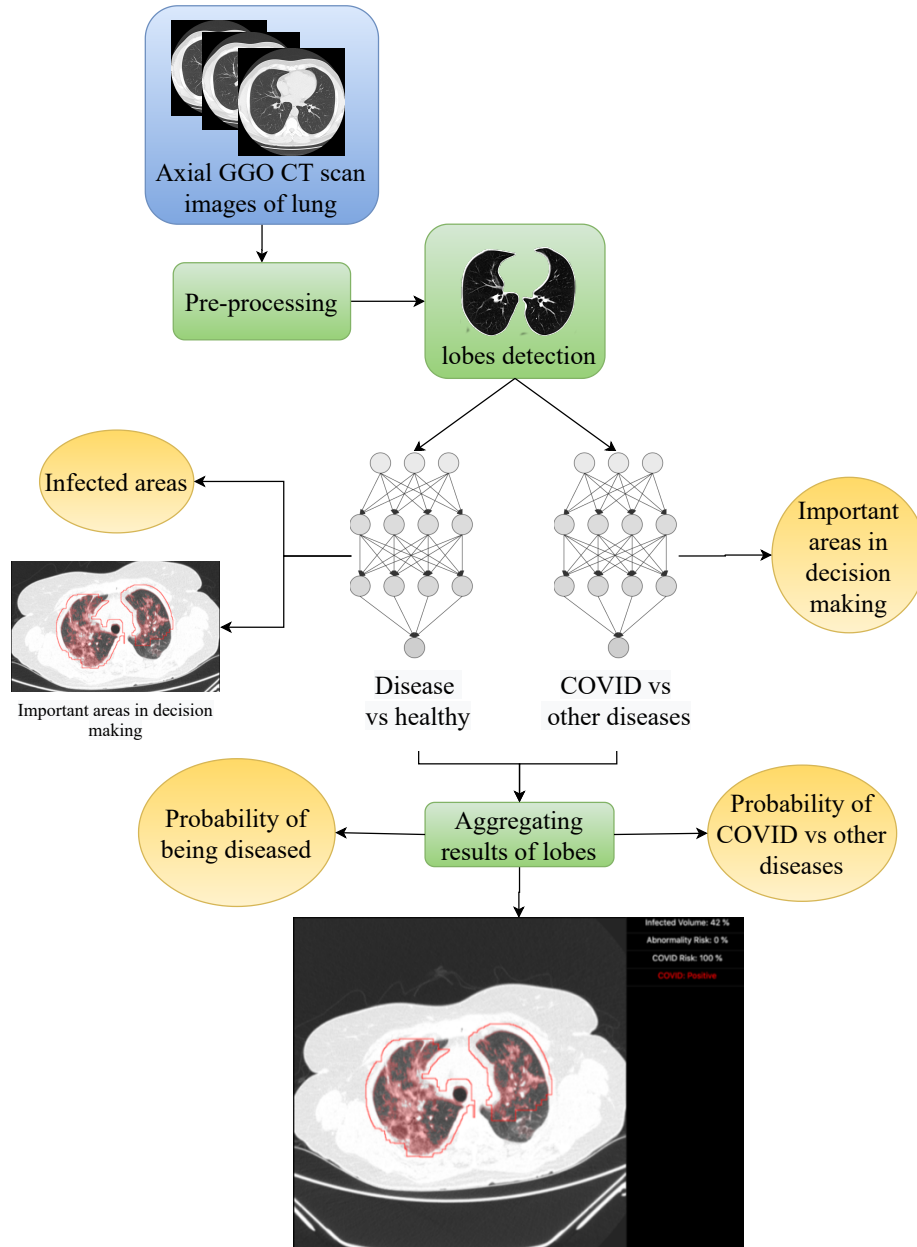 Axial GGO CT scan
images of lung
Pre-processing
lobes detection
Infected areas
Important
areas in
decision
making
Important areas in decision
making
Disease
vs healthy
COVID vs
other diseases
Probability of
being diseased
Aggregating
results of lobes
Probability of
COVID vs other
diseases
Infected Volume: 42 %
Abnormality Risk: 0 %
COVID Risk: 100 %
COVID: Positive